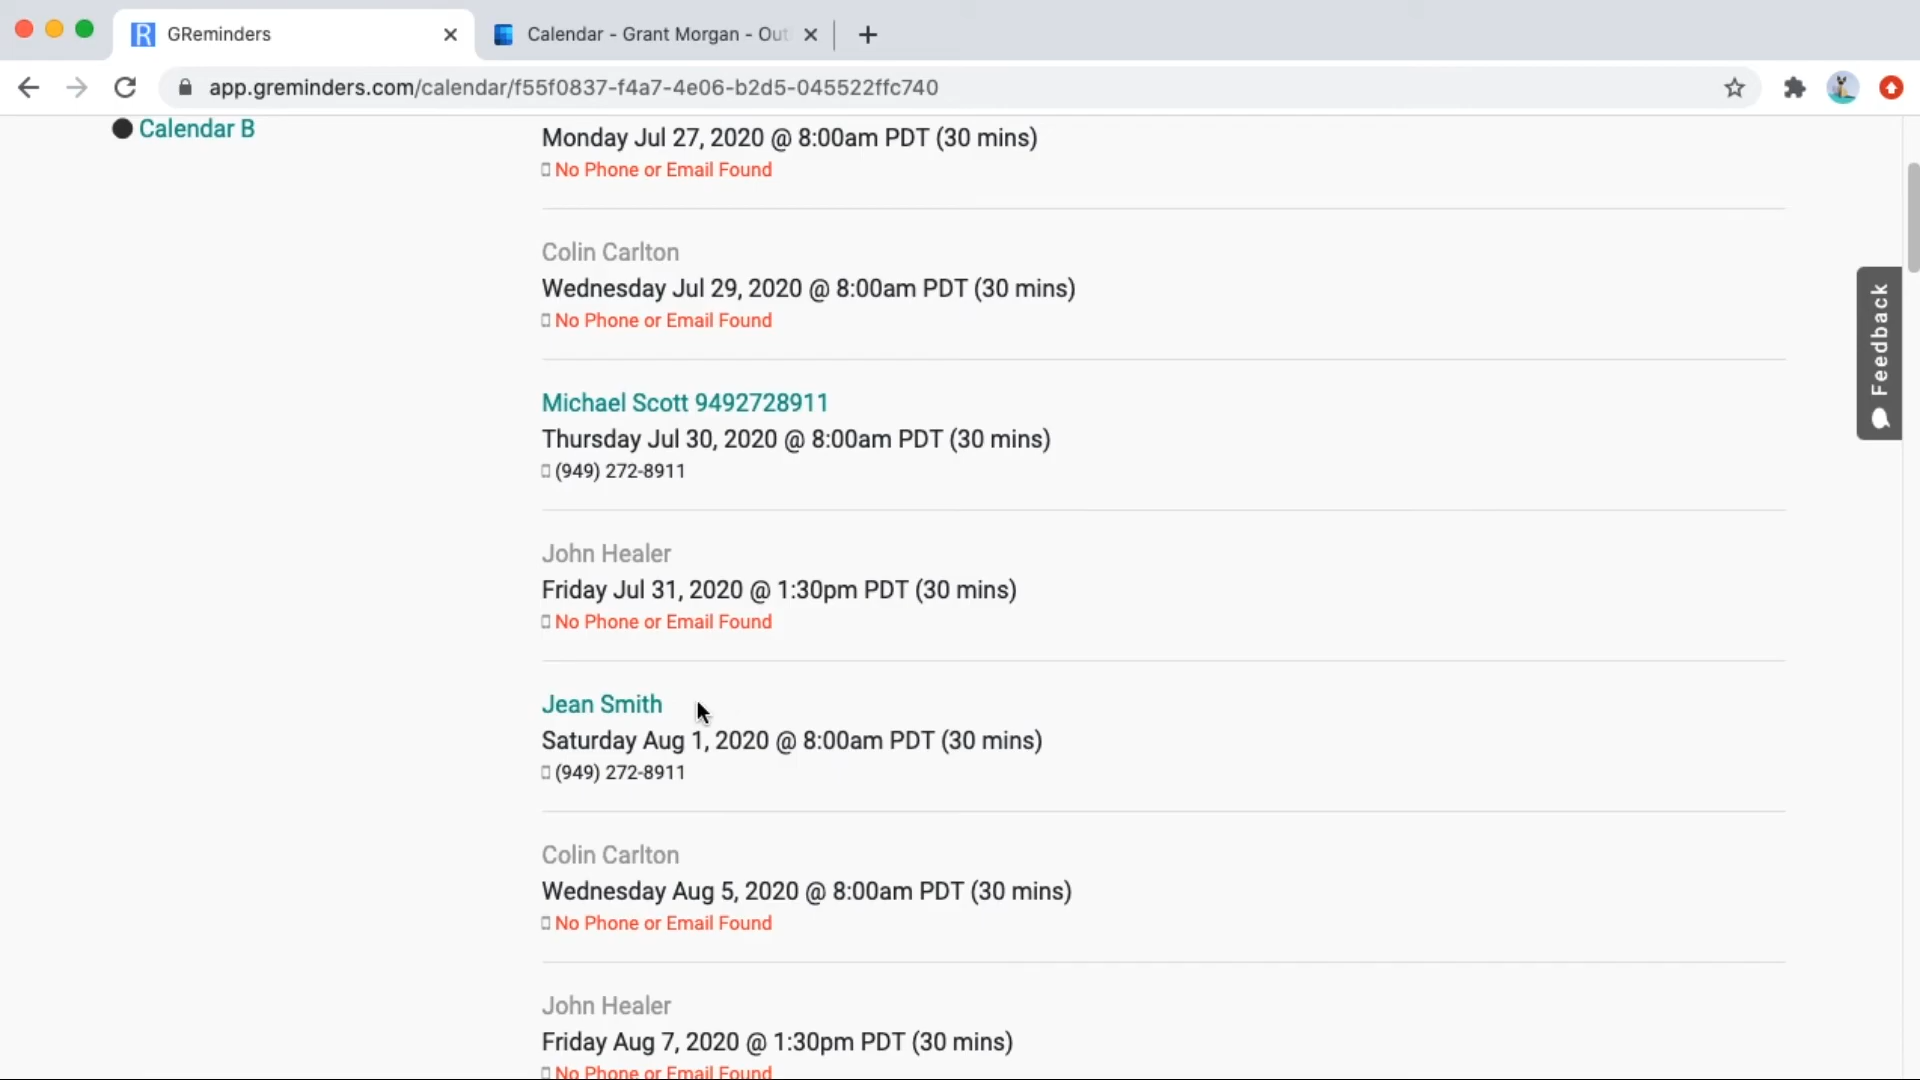 GReminders
Calendar - Grant Morgan - Out
app.greminders.com/calendar/f55f0837-f4a7-4e06-b2d5-045522ffc740
Calendar B
Monday Jul 27, 2020 @ 8:00am PDT (30 mins)
No Phone or Email Found
Colin Carlton
Wednesday Jul 29, 2020 @ 8:00am PDT (30 mins)
No Phone or Email Found
Michael Scott 9492728911
Thursday Jul 30, 2020 @ 8:00am PDT (30 mins)
(949) 272-8911
John Healer
Friday Jul 31, 2020 @ 1:30pm PDT (30 mins)
No Phone or Email Found
Jean Smith
Saturday Aug 1, 2020 @ 8:00am PDT (30 mins)
(949) 272-8911
Colin Carlton
Wednesday Aug 5, 2020 @ 8:00am PDT (30 mins)
No Phone or Email Found
John Healer
Friday Aug 7, 2020 @ 1:30pm PDT (30 mins)
No Phone or Email Found
Feedback